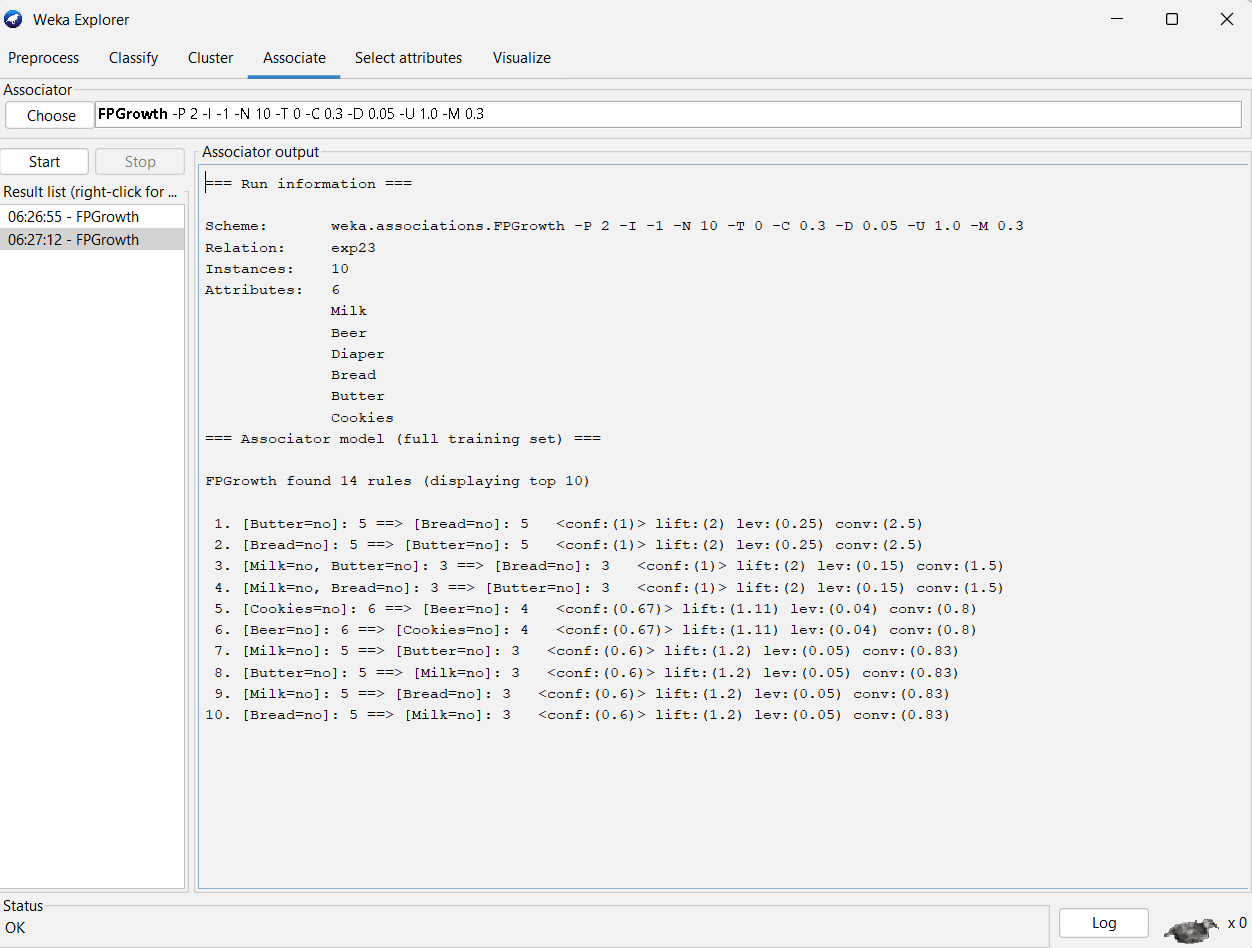 Weka Explorer
Preprocess Classify Cluster Associate Select attributes Visualize
Associator
Choose FPGrowth -P 2 -I -1 -N 10 -T 0 -C 0.3 -D 0.05 -U 1.0 -M 0.3
Start Stop
Result list (right-click for ...
06:26:55 - FPGrowth
06:27:12 - FPGrowth
Associator output
=== Run information ===
Scheme: weka.associations.FPGrowth -P 2 -I -1 -N 10 -T 0 -C 0.3 -D 0.05 -U 1.0 -M 0.3
Relation: exp23
Instances: 10
Attributes: 6
Milk
Beer
Diaper
Bread
Butter
Cookies
=== Associator model (full training set) ===
FPGrowth found 14 rules (displaying top 10)
1. [Butter=no]: 5 ==> [Bread=no]: 5 <conf:(1)> lift:(2) lev:(0.25) conv:(2.5)
2. [Bread=no]: 5 ==> [Butter=no]: 5 <conf:(1)> lift:(2) lev:(0.25) conv:(2.5)
3. [Milk=no, Butter=no]: 3 ==> [Bread=no]: 3 <conf:(1)> lift:(2) lev:(0.15) conv:(1.5)
4. [Milk=no, Bread=no]: 3 ==> [Butter=no]: 3 <conf:(1)> lift:(2) lev:(0.15) conv:(1.5)
5. [Cookies=no]: 6 ==> [Beer=no]: 4 <conf:(0.67)> lift:(1.11) lev:(0.04) conv:(0.8)
6. [Beer=no]: 6 ==> [Cookies=no]: 4 <conf:(0.67)> lift:(1.11) lev:(0.04) conv:(0.8)
7. [Milk=no]: 5 ==> [Butter=no]: 3 <conf:(0.6)> lift:(1.2) lev:(0.05) conv:(0.83)
8. [Butter=no]: 5 ==> [Milk=no]: 3 <conf:(0.6)> lift:(1.2) lev:(0.05) conv:(0.83)
9. [Milk=no]: 5 ==> [Bread=no]: 3 <conf:(0.6)> lift:(1.2) lev:(0.05) conv:(0.83)
10. [Bread=no]: 5 ==> [Milk=no]: 3 <conf:(0.6)> lift:(1.2) lev:(0.05) conv:(0.83)
Status
OK
Log
x 0